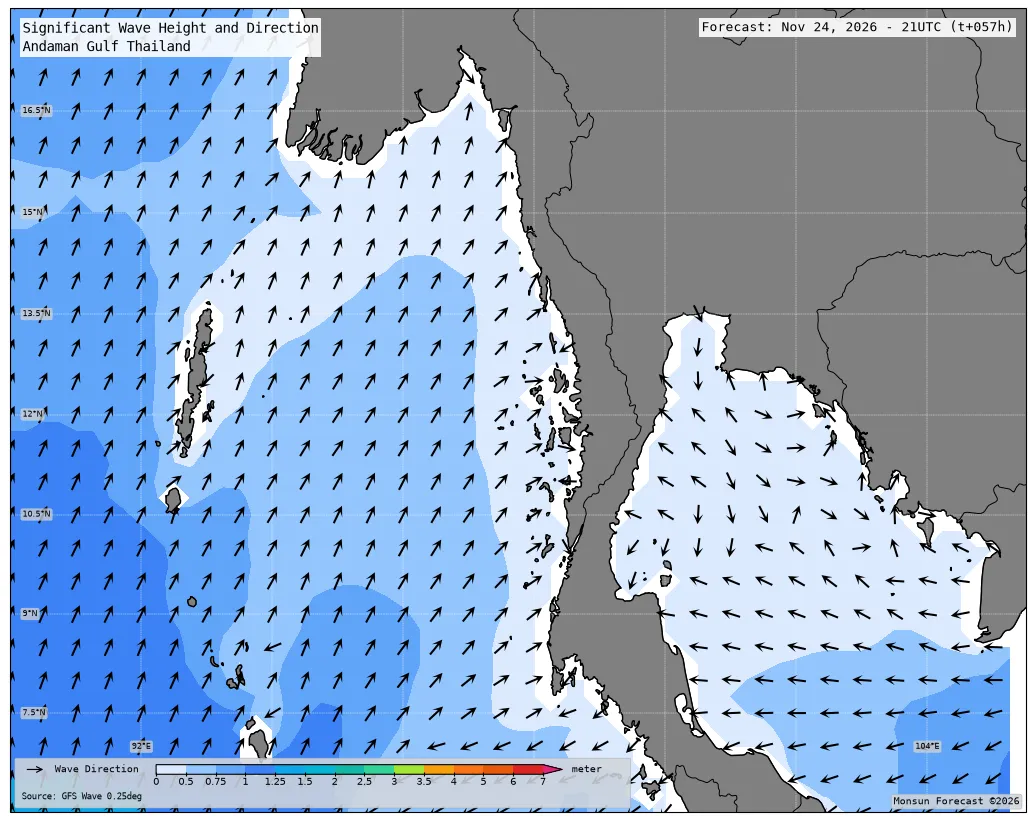 Significant Wave Height and Direction
Andaman Gulf Thailand
Forecast: Nov 24, 2026 - 21UTC (t+057h)
16.5°N
15°N
13.5°N
12°N
10.5°N
9°N
7.5°N
92°E
104°E
Wave Direction
0 0.5 0.75 1 1.25 1.5 2 2.5 3 3.5 4 5 6 7 meter
Source: GFS Wave 0.25deg
Monsun Forecast ©2026